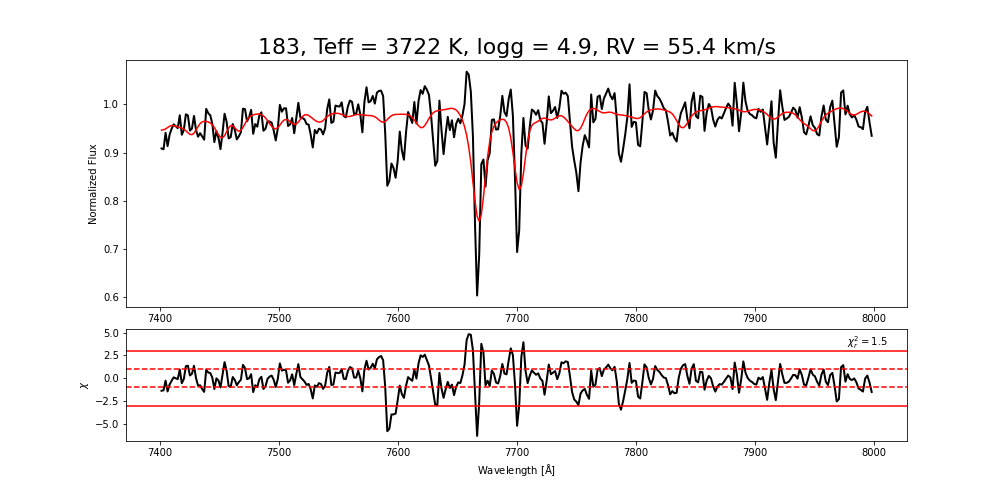 183, Teff = 3722 K, logg = 4.9, RV = 55.4 km/s
Normalized Flux
1.0
0.9
0.8
0.7
0.6
7400 7500 7600 7700 7800 7900 8000
χ
5.0
2.5
0.0
−2.5
−5.0
χ²ᵣ = 1.5
7400 7500 7600 7700 7800 7900 8000
Wavelength [Å]